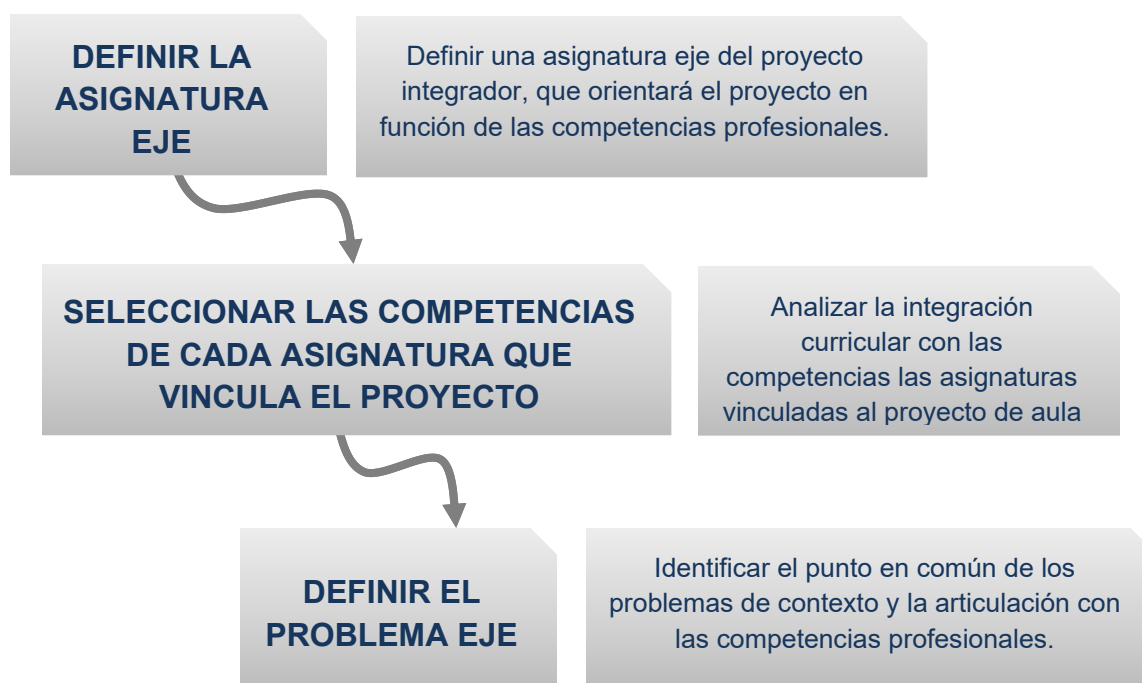 DEFINIR LA
ASIGNATURA
EJE
Definir una asignatura eje del proyecto
integrador, que orientará el proyecto en
función de las competencias profesionales.
SELECCIONAR LAS COMPETENCIAS
DE CADA ASIGNATURA QUE
VINCULA EL PROYECTO
Analizar la integración
curricular con las
competencias las asignaturas
vinculadas al proyecto de aula
DEFINIR EL
PROBLEMA EJE
Identificar el punto en común de los
problemas de contexto y la articulación con
las competencias profesionales.